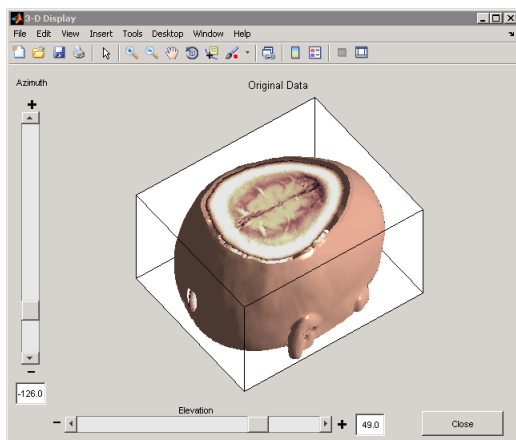 3-D Display
File Edit View Insert Tools Desktop Window Help
Azimuth
Original Data
+
−
-126.0
Elevation
− + 49.0 Close